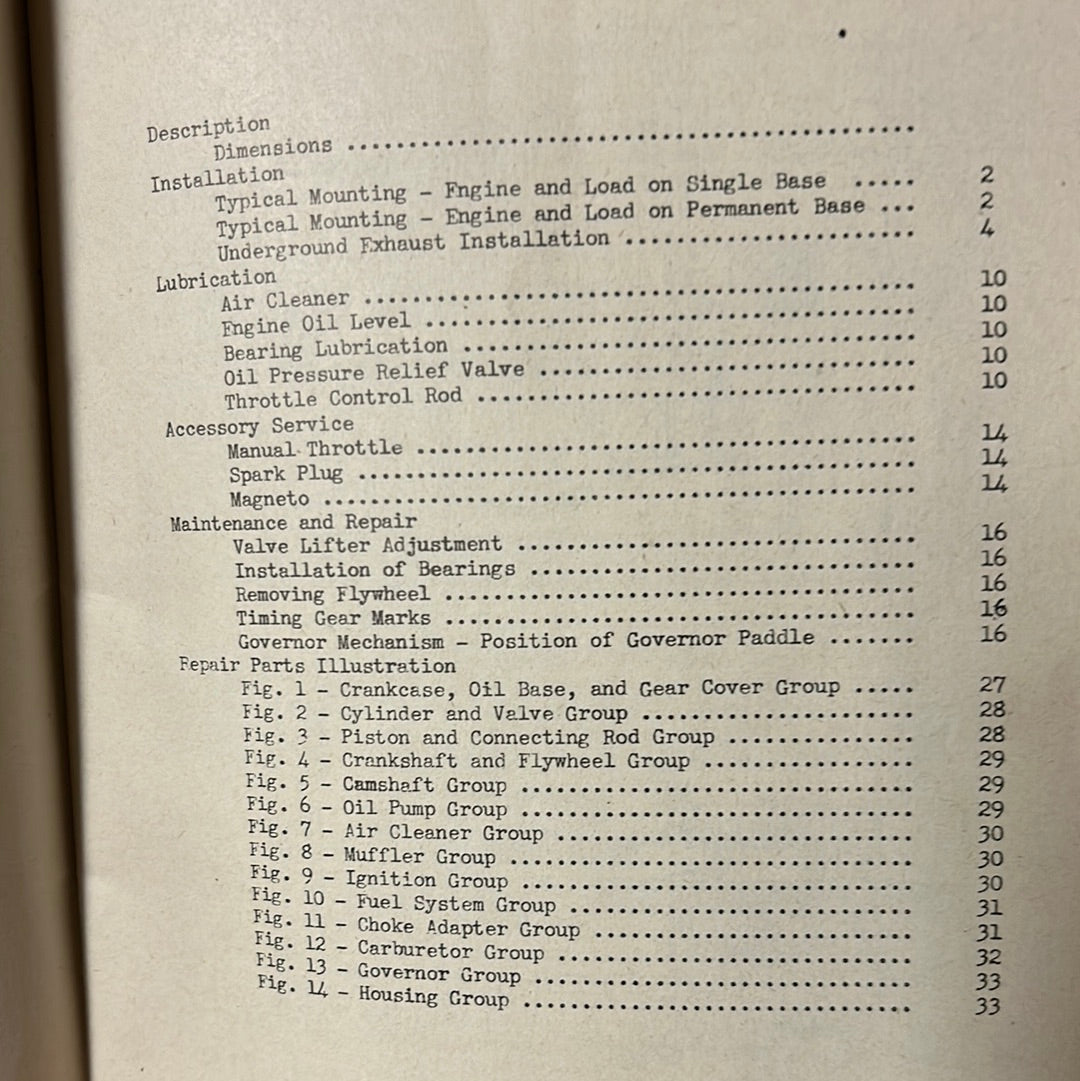 Description
Dimensions ..............................................
Installation
Typical Mounting - Fngine and Load on Single Base ..... 2
Typical Mounting - Engine and Load on Permanent Base ... 2
Underground Exhaust Installation ........................ 4
Lubrication
Air Cleaner ............................................. 10
Fngine Oil Level ........................................ 10
Bearing Lubrication ..................................... 10
Oil Pressure Relief Valve ............................... 10
Throttle Control Rod .................................... 10
Accessory Service
Manual Throttle ......................................... 14
Spark Plug .............................................. 14
Magneto ................................................. 14
Maintenance and Repair
Valve Lifter Adjustment ................................. 16
Installation of Bearings ................................ 16
Removing Flywheel ....................................... 16
Timing Gear Marks ....................................... 16
Governor Mechanism - Position of Governor Paddle ....... 16
Repair Parts Illustration
Fig. 1 - Crankcase, Oil Base, and Gear Cover Group ..... 27
Fig. 2 - Cylinder and Valve Group ...................... 28
Fig. 3 - Piston and Connecting Rod Group ............... 28
Fig. 4 - Crankshaft and Flywheel Group ................. 29
Fig. 5 - Camshaft Group ................................ 29
Fig. 6 - Oil Pump Group ................................ 29
Fig. 7 - Air Cleaner Group ............................. 30
Fig. 8 - Muffler Group ................................. 30
Fig. 9 - Ignition Group ................................ 30
Fig. 10 - Fuel System Group ............................ 31
Fig. 11 - Choke Adapter Group .......................... 31
Fig. 12 - Carburetor Group ............................. 32
Fig. 13 - Governor Group ............................... 33
Fig. 14 - Housing Group ................................ 33